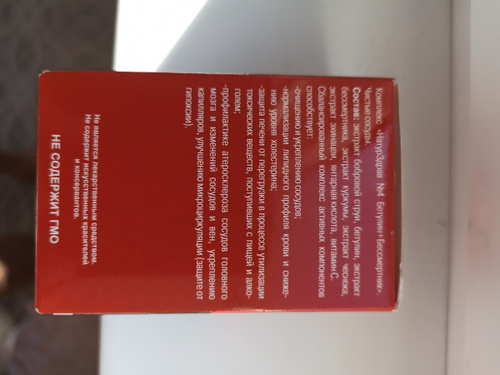 Комплекс «НатурЗдрав №4 Бетулин+Бессмертник».
Чистые сосуды.
Состав: экстракт бобровой струи, бетулин, экстракт
бессмертника, экстракт куркумы, экстракт чеснока,
экстракт эхинацеи, янтарная кислота, витамин С.
Сбалансированный комплекс активных компонентов
способствует:
-очищению и укреплению сосудов;
-нормализации липидного профиля крови и сниже-
нию уровня холестерина;
-защита печени от перегрузки в процессе утилизации
токсических веществ, поступивших с пищей и алко-
голем;
-профилактике атеросклероза сосудов головного
мозга и изменений сосудов и вен, укреплению
капилляров, улучшению микроциркуляции (защите от
гипоксии).
Не является лекарственным средством
Не содержит искусственных красителей
и консервантов.
НЕ СОДЕРЖИТ ГМО